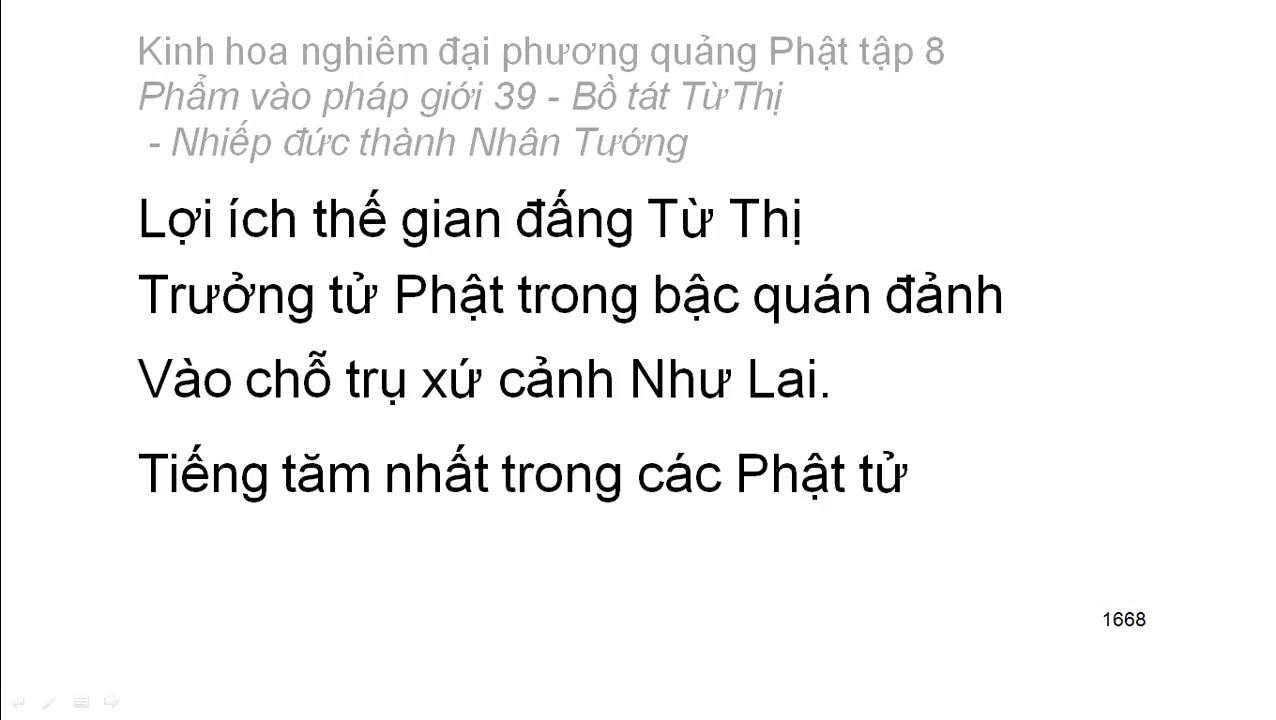 Kinh hoa nghiêm đại phương quảng Phật tập 8
Phẩm vào pháp giới 39 - Bồ tát Từ Thị
- Nhiếp đức thành Nhân Tướng
Lợi ích thế gian đấng Từ Thị
Trưởng tử Phật trong bậc quán đảnh
Vào chỗ trụ xứ cảnh Như Lai.
Tiếng tăm nhất trong các Phật tử
1668